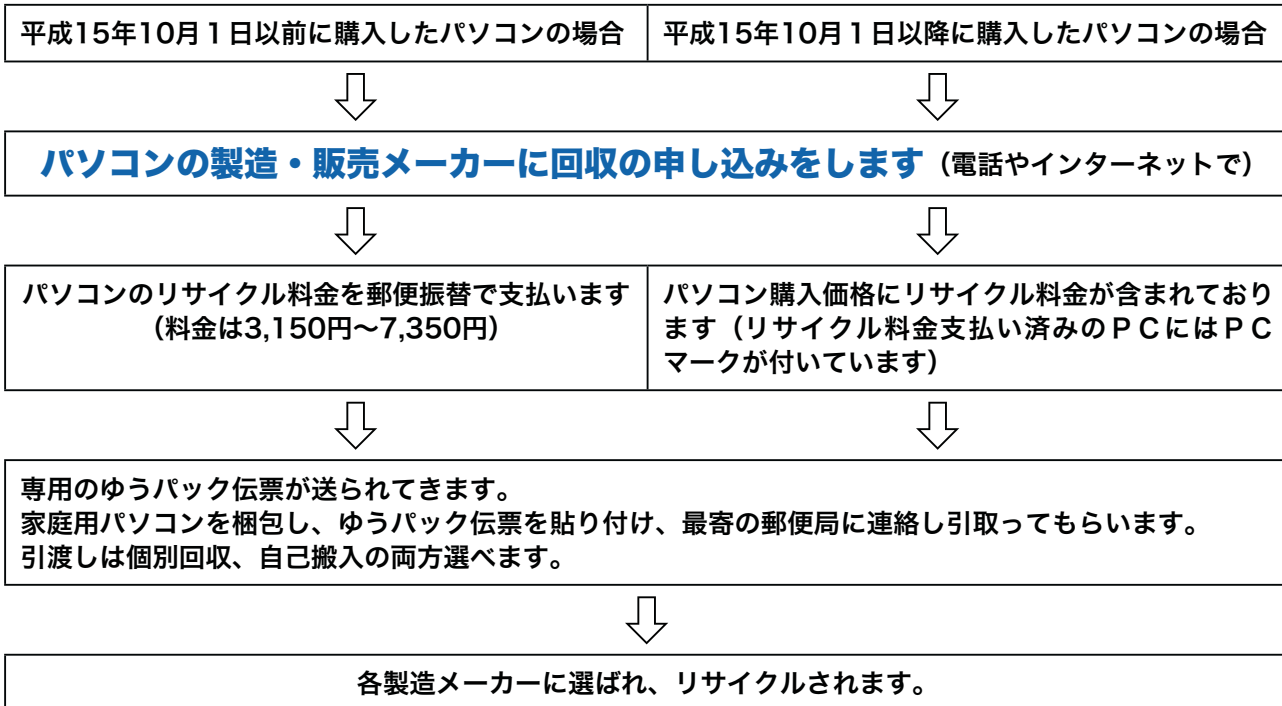 平成15年10月１日以前に購入したパソコンの場合
平成15年10月１日以降に購入したパソコンの場合
パソコンの製造・販売メーカーに回収の申し込みをします（電話やインターネットで）
パソコンのリサイクル料金を郵便振替で支払います
（料金は3,150円〜7,350円）
パソコン購入価格にリサイクル料金が含まれており
ます（リサイクル料金支払い済みのＰＣにはＰＣ
マークが付いています）
専用のゆうパック伝票が送られてきます。
家庭用パソコンを梱包し、ゆうパック伝票を貼り付け、最寄の郵便局に連絡し引取ってもらいます。
引渡しは個別回収、自己搬入の両方選べます。
各製造メーカーに選ばれ、リサイクルされます。